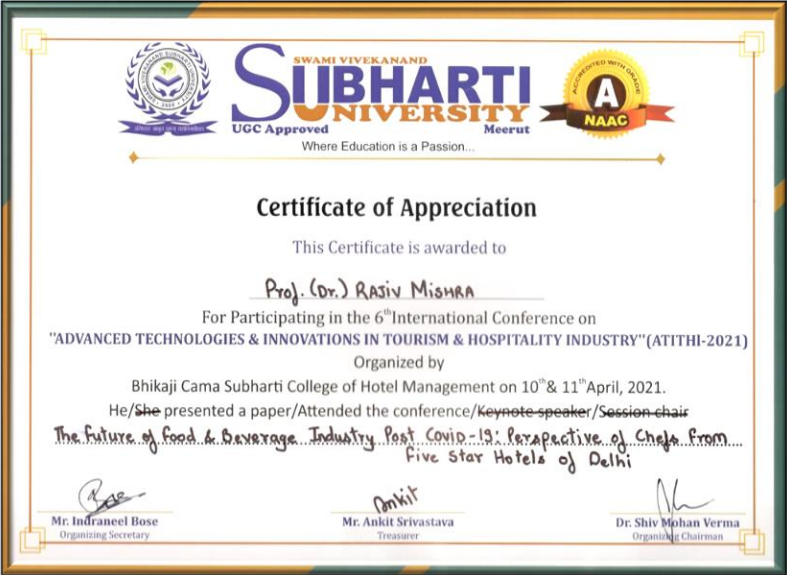 SWAMI VIVEKANAND
SUBHARTI
UNIVERSITY
UGC Approved Meerut
Where Education is a Passion...
ACCREDITED WITH GRADE
A
NAAC
Certificate of Appreciation
This Certificate is awarded to
Prof. (Dr.) RAJIV MISHRA
For Participating in the 6th International Conference on
"ADVANCED TECHNOLOGIES & INNOVATIONS IN TOURISM & HOSPITALITY INDUSTRY"(ATITHI-2021)
Organized by
Bhikaji Cama Subharti College of Hotel Management on 10th & 11th April, 2021.
He/She presented a paper/Attended the conference/Keynote speaker/Session chair
The Future of Food & Beverage Industry Post Covid-19: Perspective of Chefs From
Five Star Hotels of Delhi
Bose
Ankit
Mr. Indraneel Bose Mr. Ankit Srivastava Dr. Shiv Mohan Verma
Organizing Secretary Treasurer Organizing Chairman